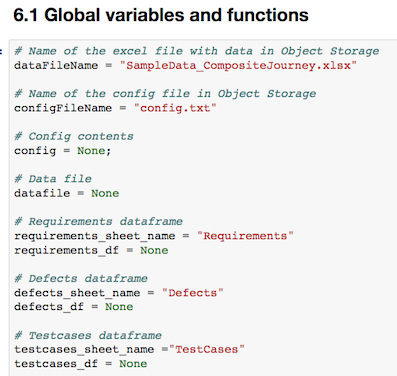 6.1 Global variables and functions
# Name of the excel file with data in Object Storage
dataFileName = "SampleData_CompositeJourney.xlsx"
# Name of the config file in Object Storage
configFileName = "config.txt"
# Config contents
config = None;
# Data file
datafile = None
# Requirements dataframe
requirements_sheet_name = "Requirements"
requirements_df = None
# Defects dataframe
defects_sheet_name = "Defects"
defects_df = None
# Testcases dataframe
testcases_sheet_name ="TestCases"
testcases_df = None